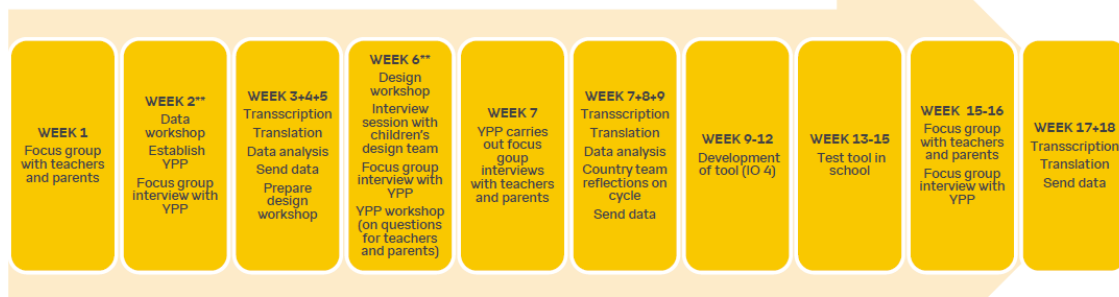 WEEK 1
Focus group
with teachers
and parents
WEEK 2**
Data
workshop
Establish
YPP
Focus group
interview with
YPP
WEEK 3+4+5
Transscription
Translation
Data analysis
Send data
Prepare
design
workshop
WEEK 6**
Design
workshop
Interview
session with
children's
design team
Focus group
interview with
YPP
YPP workshop
(on questions
for teachers
and parents)
WEEK 7
YPP carries
out focus
goup
interviews
with teachers
and parents
WEEK 7+8+9
Transscription
Translation
Data analysis
Country team
reflections on
cycle
Send data
WEEK 9-12
Development
of tool (IO 4)
WEEK 13-15
Test tool in
school
WEEK 15-16
Focus group
with teachers
and parents
Focus group
interview with
YPP
WEEK 17+18
Transscription
Translation
Send data